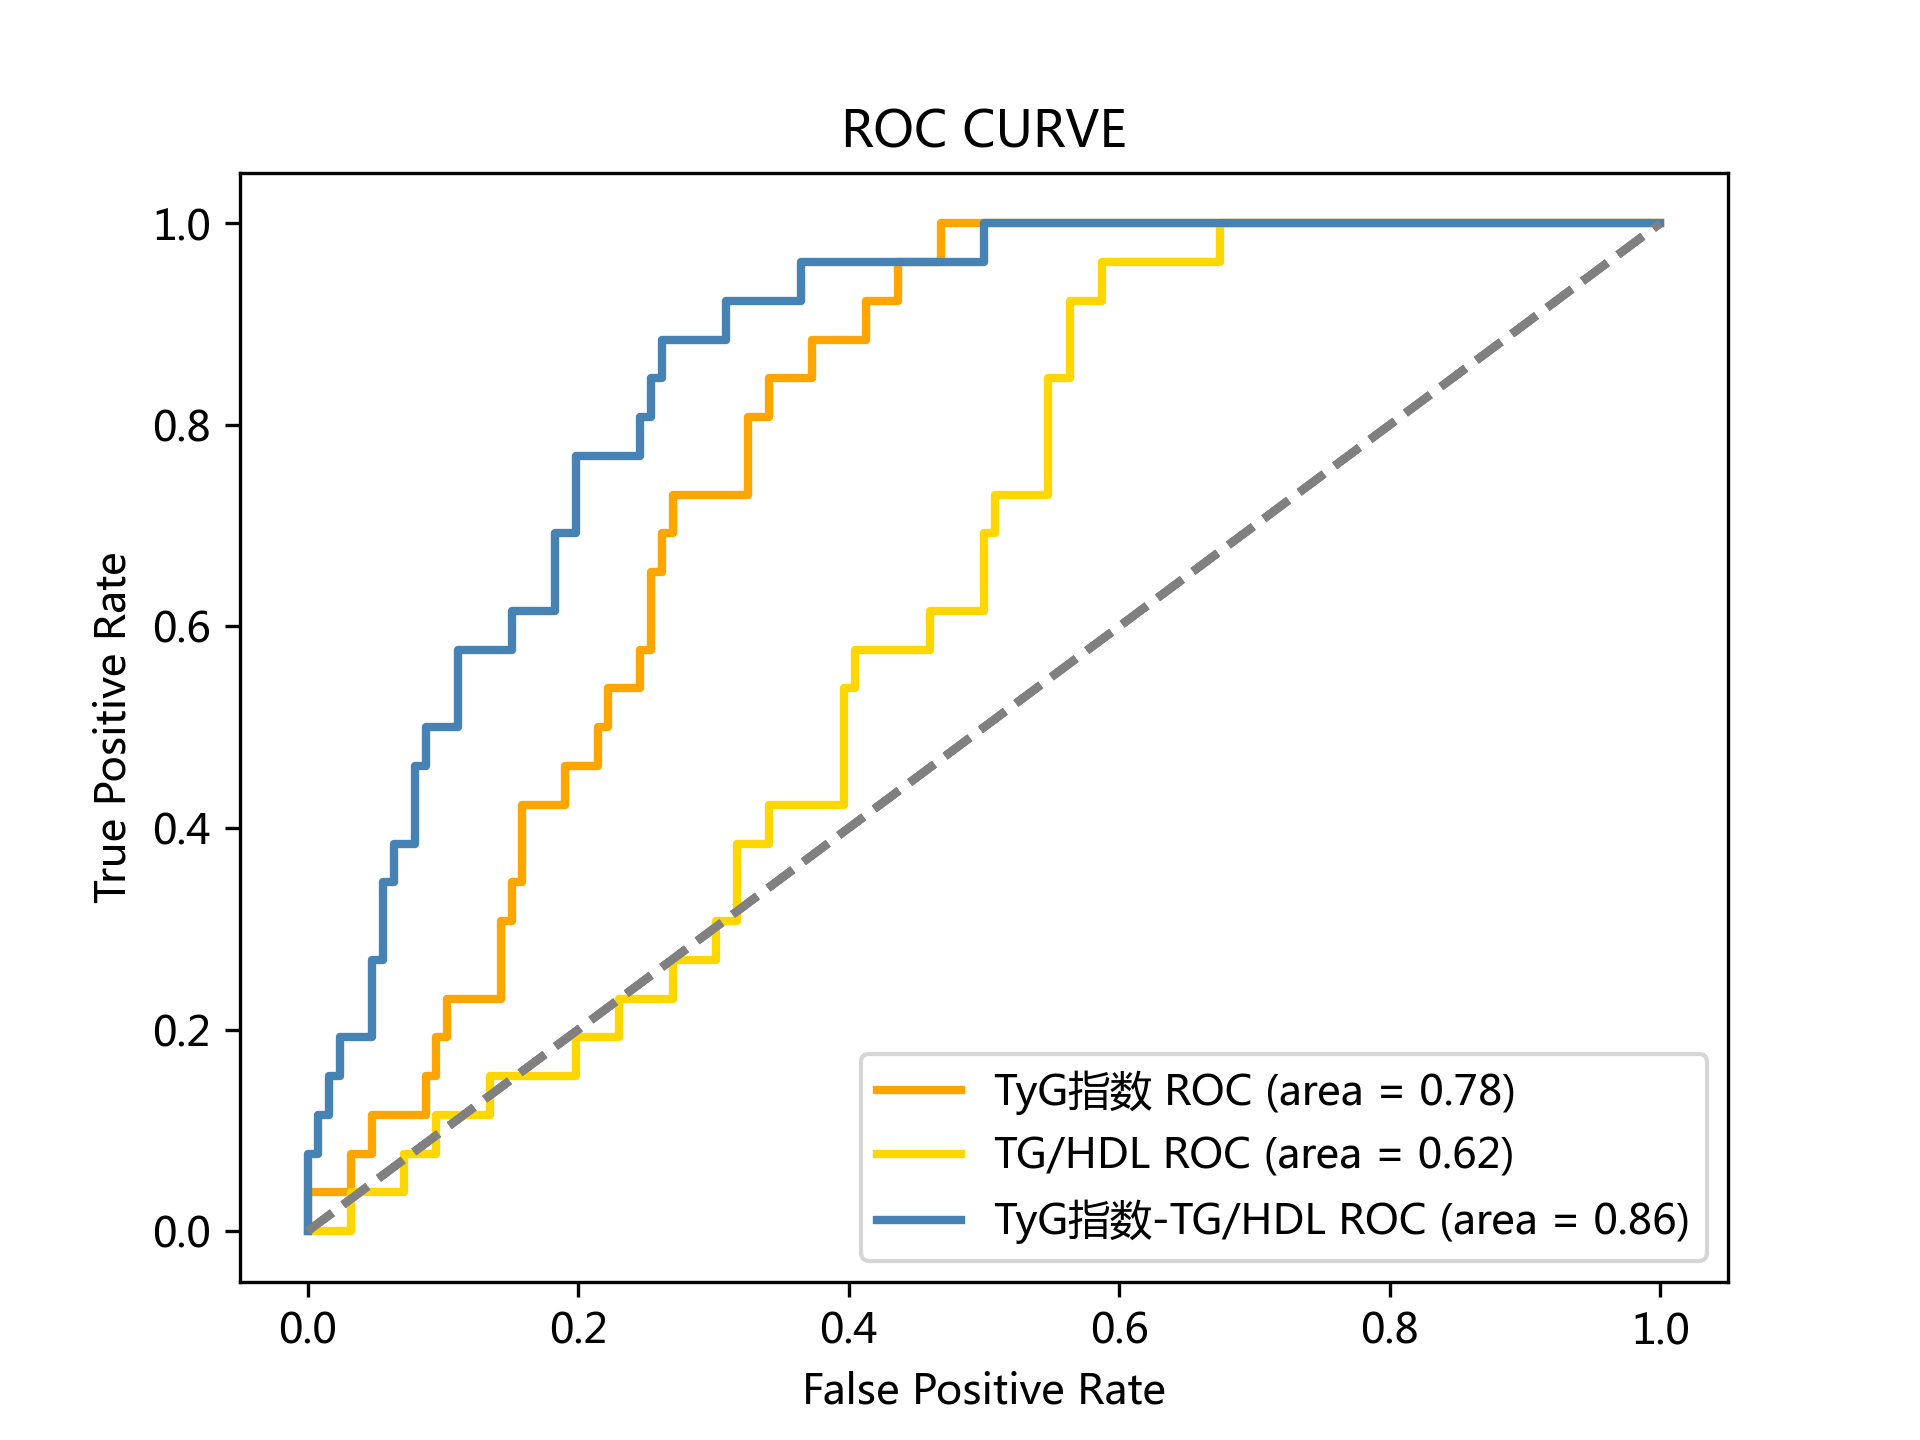 ROC CURVE
True Positive Rate
1.0
0.8
0.6
0.4
0.2
0.0
0.0 0.2 0.4 0.6 0.8 1.0
False Positive Rate
TyG指数 ROC (area = 0.78)
TG/HDL ROC (area = 0.62)
TyG指数-TG/HDL ROC (area = 0.86)